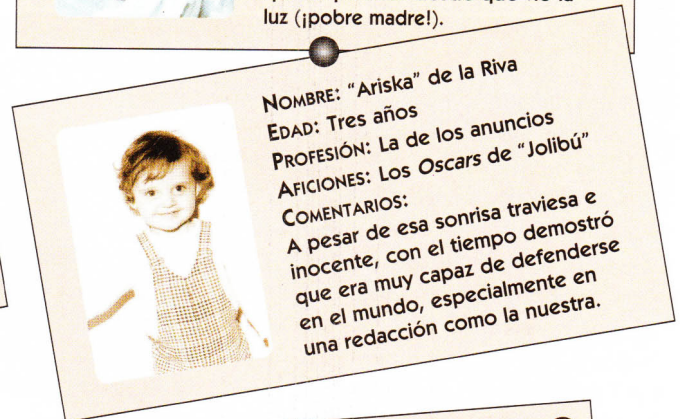 luz (¡pobre madre!).
NOMBRE: “Ariska” de la Riva
EDAD: Tres años
PROFESIÓN: La de los anuncios
AFICIONES: Los Oscars de “Jolibú”
COMENTARIOS:
A pesar de esa sonrisa traviesa e
inocente, con el tiempo demostró
que era muy capaz de defenderse
en el mundo, especialmente en
una redacción como la nuestra.